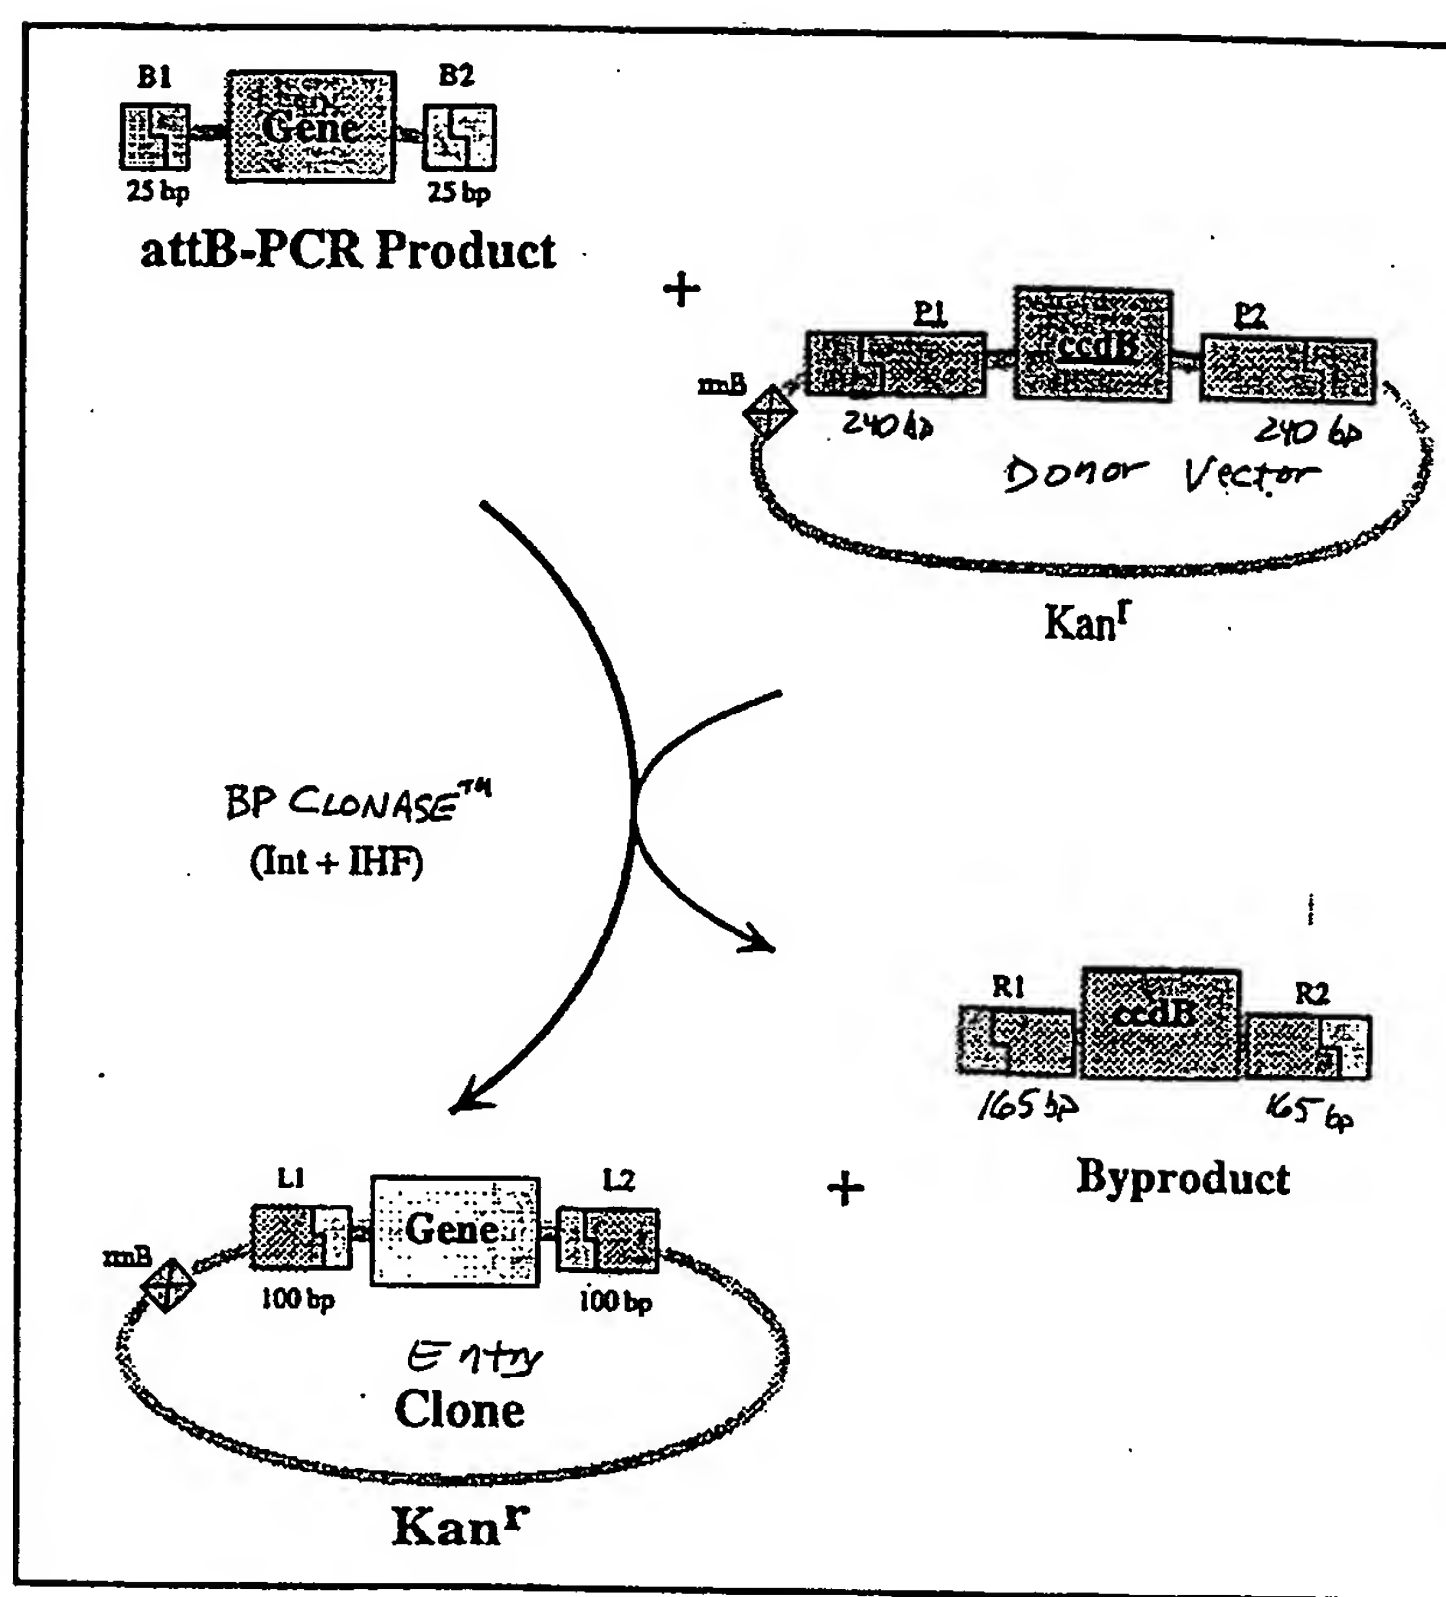 B1
B2
Gene
25 bp
25 bp
attB-PCR Product
+
P1
P2
ccdB
rrnB
240 bp
240 bp
Donor Vector
Kanr
BP CLONASE™
(Int + IHF)
R1
R2
ccdB
165 bp
165 bp
Byproduct
+
L1
L2
Gene
rrnB
100 bp
100 bp
Entry
Clone
Kanr